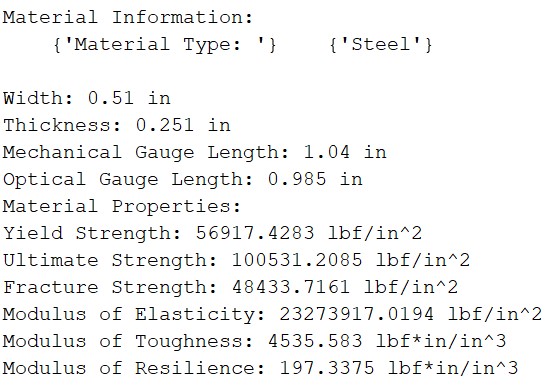 Material Information:
{'Material Type: '} {'Steel'}
Width: 0.51 in
Thickness: 0.251 in
Mechanical Gauge Length: 1.04 in
Optical Gauge Length: 0.985 in
Material Properties:
Yield Strength: 56917.4283 lbf/in^2
Ultimate Strength: 100531.2085 lbf/in^2
Fracture Strength: 48433.7161 lbf/in^2
Modulus of Elasticity: 23273917.0194 lbf/in^2
Modulus of Toughness: 4535.583 lbf*in/in^3
Modulus of Resilience: 197.3375 lbf*in/in^3